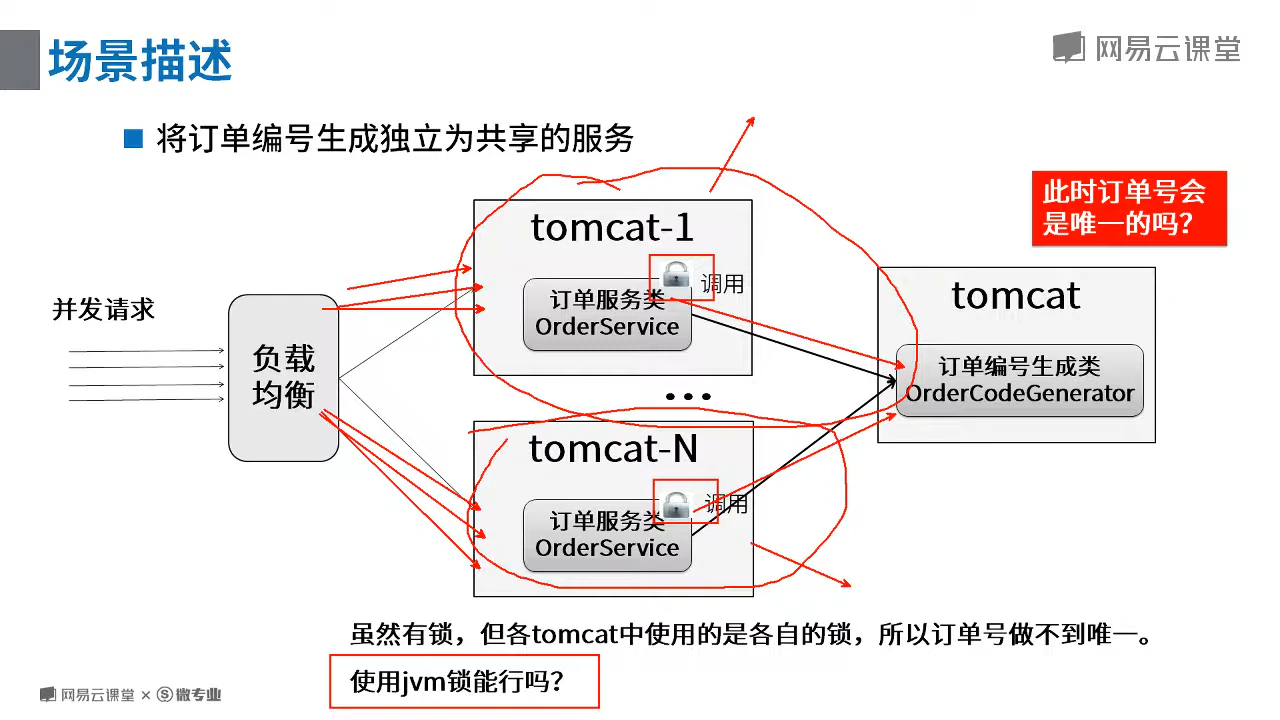 场景描述
网易云课堂
将订单编号生成独立为共享的服务
此时订单号会
是唯一的吗？
tomcat-1
调用
订单服务类
OrderService
tomcat
并发请求
负载
均衡
订单编号生成类
OrderCodeGenerator
•••
tomcat-N
调用
订单服务类
OrderService
虽然有锁，但各tomcat中使用的是各自的锁，所以订单号做不到唯一。
使用jvm锁能行吗？
网易云课堂 × 微专业